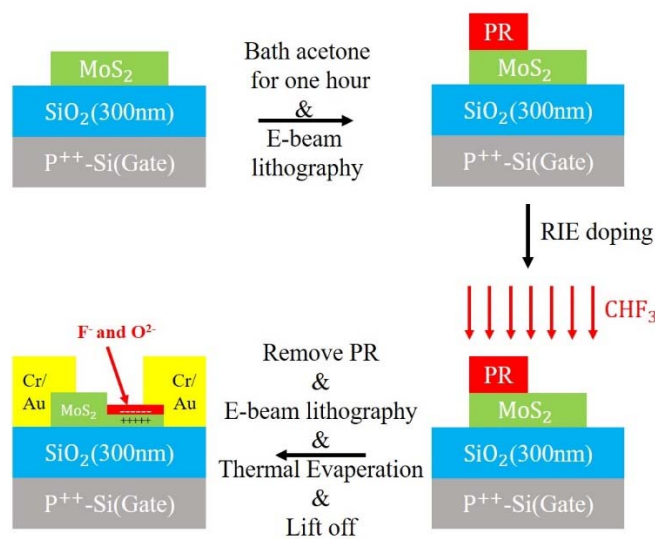 MoS₂
SiO₂(300nm)
P⁺⁺-Si(Gate)
Bath acetone
for one hour
&
E-beam
lithography
PR
MoS₂
SiO₂(300nm)
P⁺⁺-Si(Gate)
RIE doping
CHF₃
PR
MoS₂
SiO₂(300nm)
P⁺⁺-Si(Gate)
Remove PR
&
E-beam lithography
&
Thermal Evaperation
&
Lift off
F⁻ and O²⁻
Cr/
Au
MoS₂
------
+++++
Cr/
Au
SiO₂(300nm)
P⁺⁺-Si(Gate)